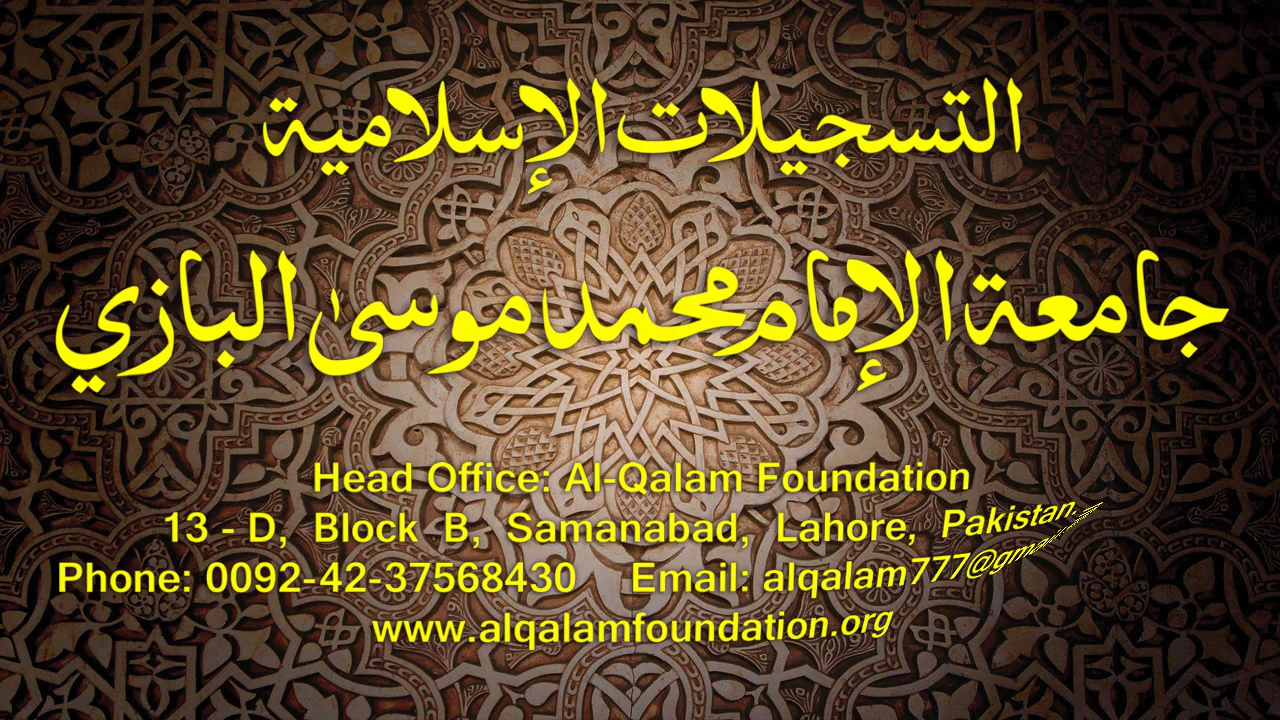 التسجيلات الإسلامية
جامعة الإمام محمد موسى البازي
Head Office: Al-Qalam Foundation
13 - D, Block B, Samanabad, Lahore, Pakistan.
Phone: 0092-42-37568430 Email: alqalam777@gma
www.alqalamfoundation.org